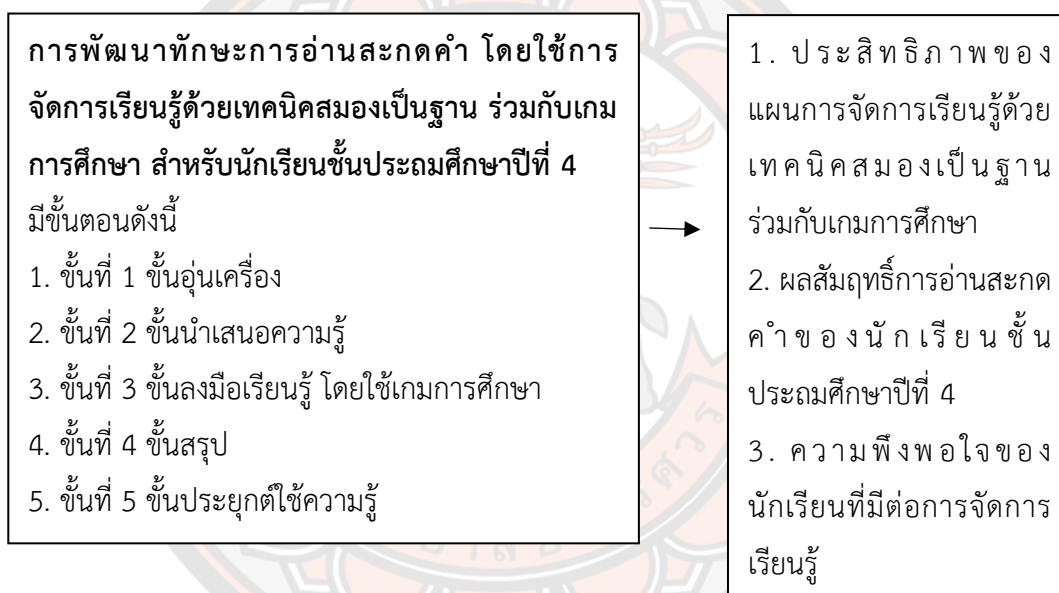 การพัฒนาทักษะการอ่านสะกดคำ โดยใช้การ
จัดการเรียนรู้ด้วยเทคนิคสมองเป็นฐาน ร่วมกับเกม
การศึกษา สำหรับนักเรียนชั้นประถมศึกษาปีที่ 4
มีขั้นตอนดังนี้
1. ขั้นที่ 1 ขั้นอุ่นเครื่อง
2. ขั้นที่ 2 ขั้นนำเสนอความรู้
3. ขั้นที่ 3 ขั้นลงมือเรียนรู้ โดยใช้เกมการศึกษา
4. ขั้นที่ 4 ขั้นสรุป
5. ขั้นที่ 5 ขั้นประยุกต์ใช้ความรู้
1. ประสิทธิภาพของ
แผนการจัดการเรียนรู้ด้วย
เทคนิคสมองเป็นฐาน
ร่วมกับเกมการศึกษา
2. ผลสัมฤทธิ์การอ่านสะกด
คำของนักเรียนชั้น
ประถมศึกษาปีที่ 4
3. ความพึงพอใจของ
นักเรียนที่มีต่อการจัดการ
เรียนรู้